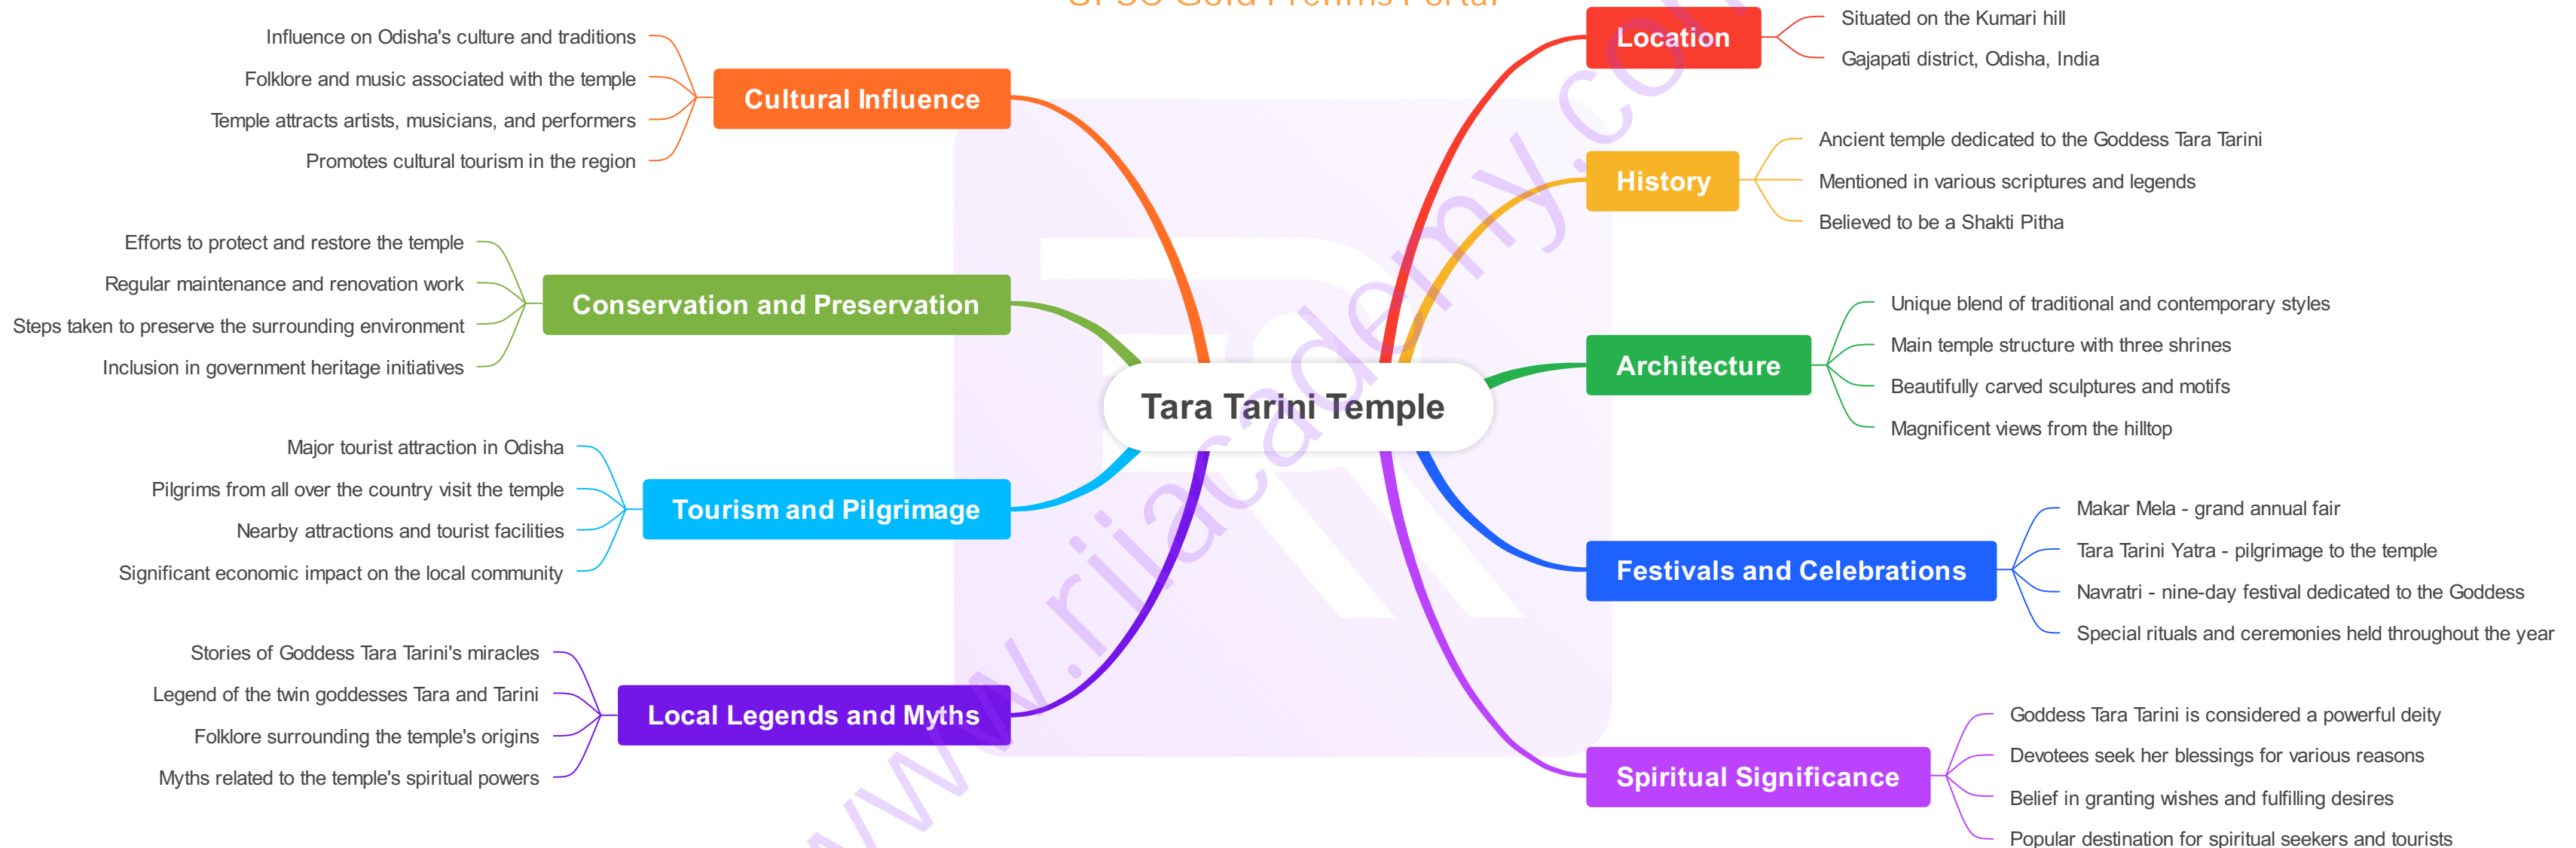 UPSC Gold Prelims Portal
Tara Tarini Temple
Location
Situated on the Kumari hill
Gajapati district, Odisha, India
History
Ancient temple dedicated to the Goddess Tara Tarini
Mentioned in various scriptures and legends
Believed to be a Shakti Pitha
Architecture
Unique blend of traditional and contemporary styles
Main temple structure with three shrines
Beautifully carved sculptures and motifs
Magnificent views from the hilltop
Festivals and Celebrations
Makar Mela - grand annual fair
Tara Tarini Yatra - pilgrimage to the temple
Navratri - nine-day festival dedicated to the Goddess
Special rituals and ceremonies held throughout the year
Spiritual Significance
Goddess Tara Tarini is considered a powerful deity
Devotees seek her blessings for various reasons
Belief in granting wishes and fulfilling desires
Popular destination for spiritual seekers and tourists
Cultural Influence
Influence on Odisha's culture and traditions
Folklore and music associated with the temple
Temple attracts artists, musicians, and performers
Promotes cultural tourism in the region
Conservation and Preservation
Efforts to protect and restore the temple
Regular maintenance and renovation work
Steps taken to preserve the surrounding environment
Inclusion in government heritage initiatives
Tourism and Pilgrimage
Major tourist attraction in Odisha
Pilgrims from all over the country visit the temple
Nearby attractions and tourist facilities
Significant economic impact on the local community
Local Legends and Myths
Stories of Goddess Tara Tarini's miracles
Legend of the twin goddesses Tara and Tarini
Folklore surrounding the temple's origins
Myths related to the temple's spiritual powers
www.rijacademy.com